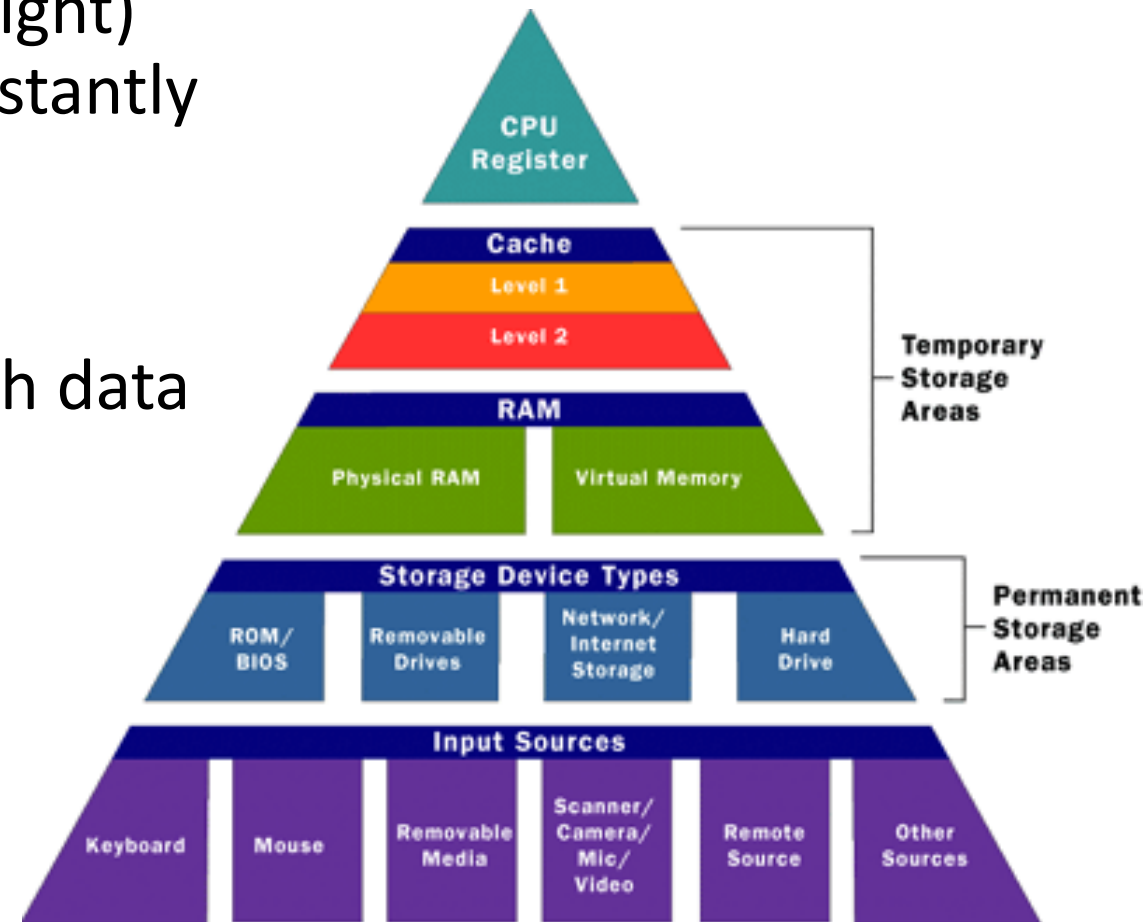 ight)
stantly
h data
CPU
Register
Cache
Level 1
Level 2
Temporary
Storage
Areas
RAM
Physical RAM
Virtual Memory
Storage Device Types
ROM/
BIOS
Removable
Drives
Network/
Internet
Storage
Hard
Drive
Permanent
Storage
Areas
Input Sources
Keyboard
Mouse
Removable
Media
Scanner/
Camera/
Mic/
Video
Remote
Source
Other
Sources